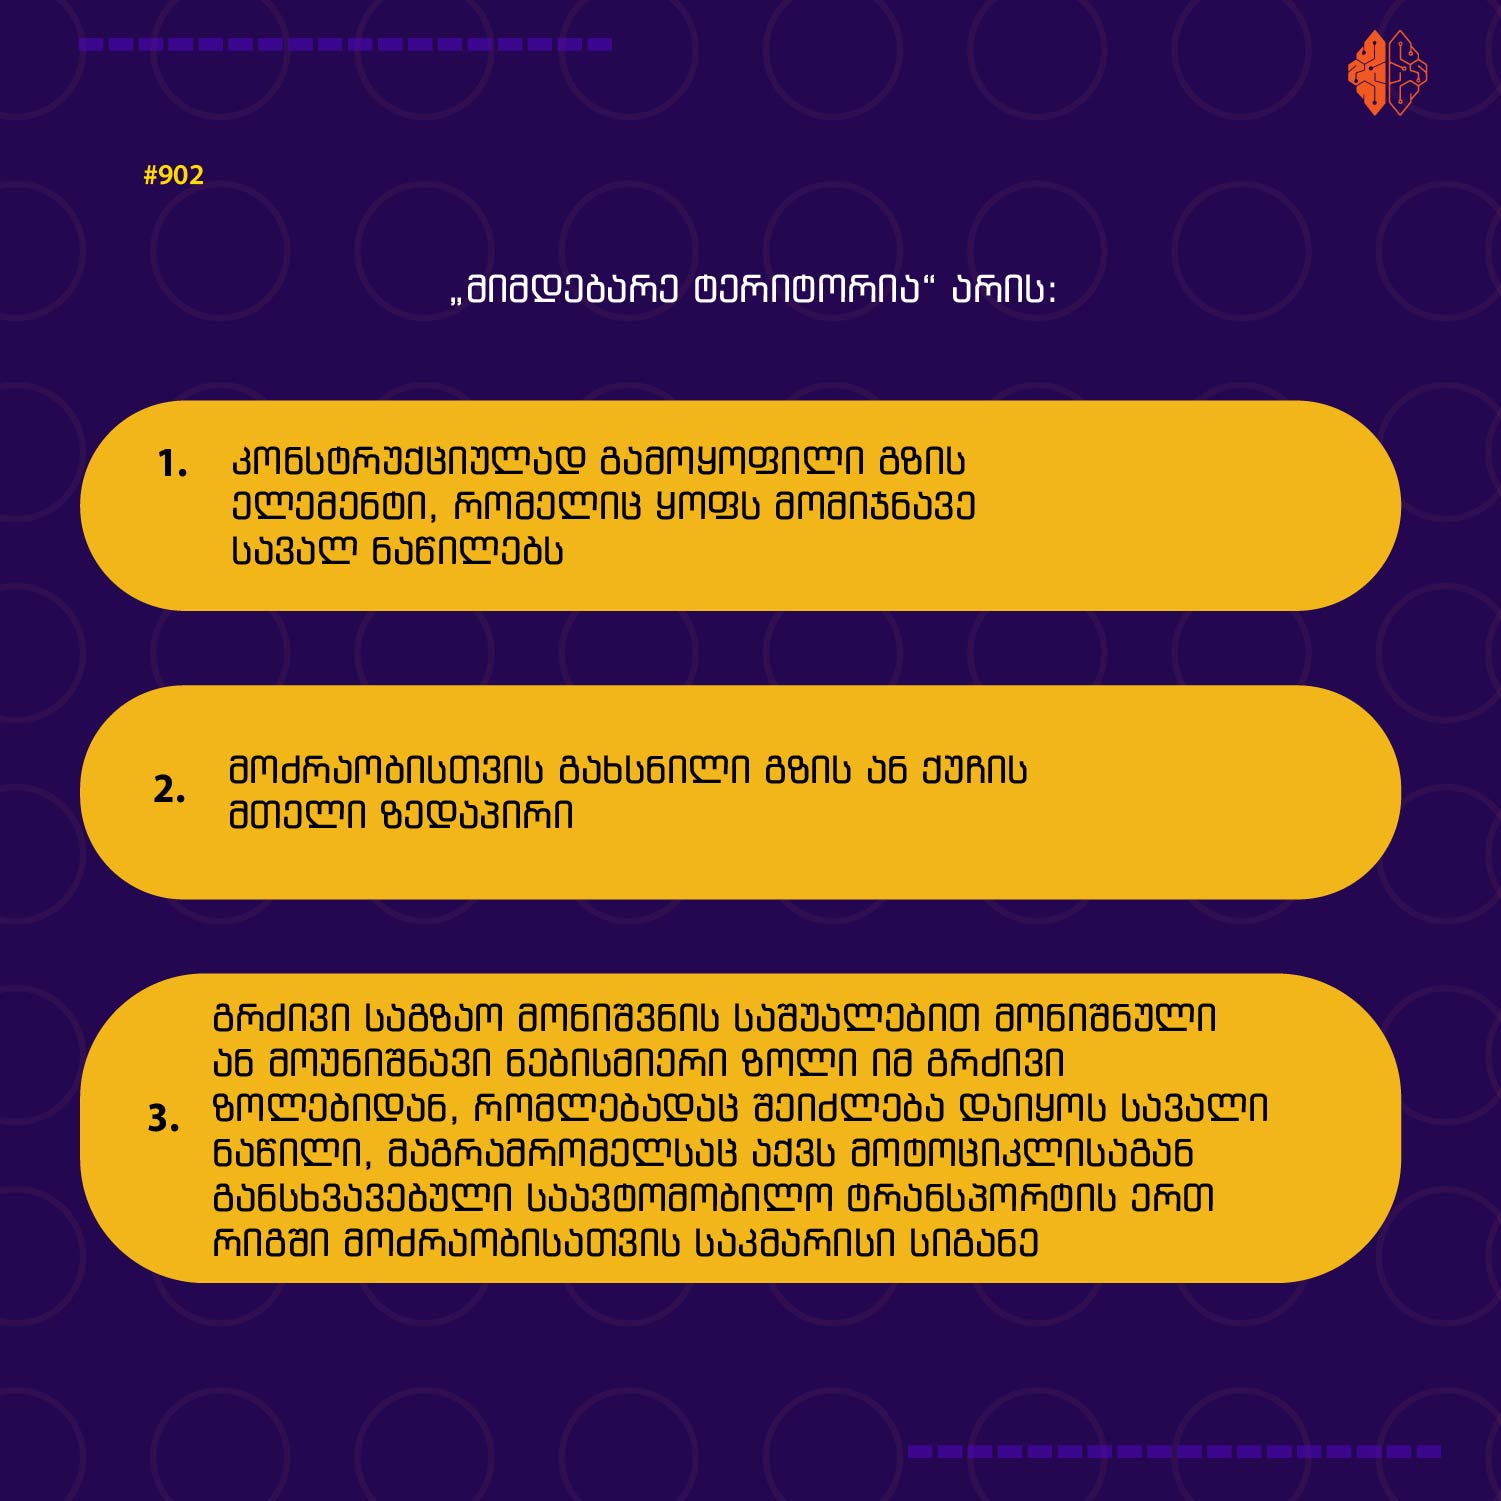 #902
„მიმდებარე ტერიტორია“ არის:
1. კონსტრუქციულად გამოყოფილი გზის
ელემენტი, რომელიც ყოფს მომიჯნავე
სავალ ნაწილებს
2. მოძრაობისთვის გახსნილი გზის ან ქუჩის
მთელი ზედაპირი
გრძივი საგზაო მონიშვნის საშუალებით მონიშნული
ან მოუნიშნავი ნებისმიერი ზოლი იმ გრძივი
3. ზოლებიდან, რომლებადაც შეიძლება დაიყოს სავალი
ნაწილი, მაგრამრომელსაც აქვს მოტოციკლისაგან
განსხვავებული საავტომობილო ტრანსპორტის ერთ
რიგში მოძრაობისათვის საკმარისი სიგანე